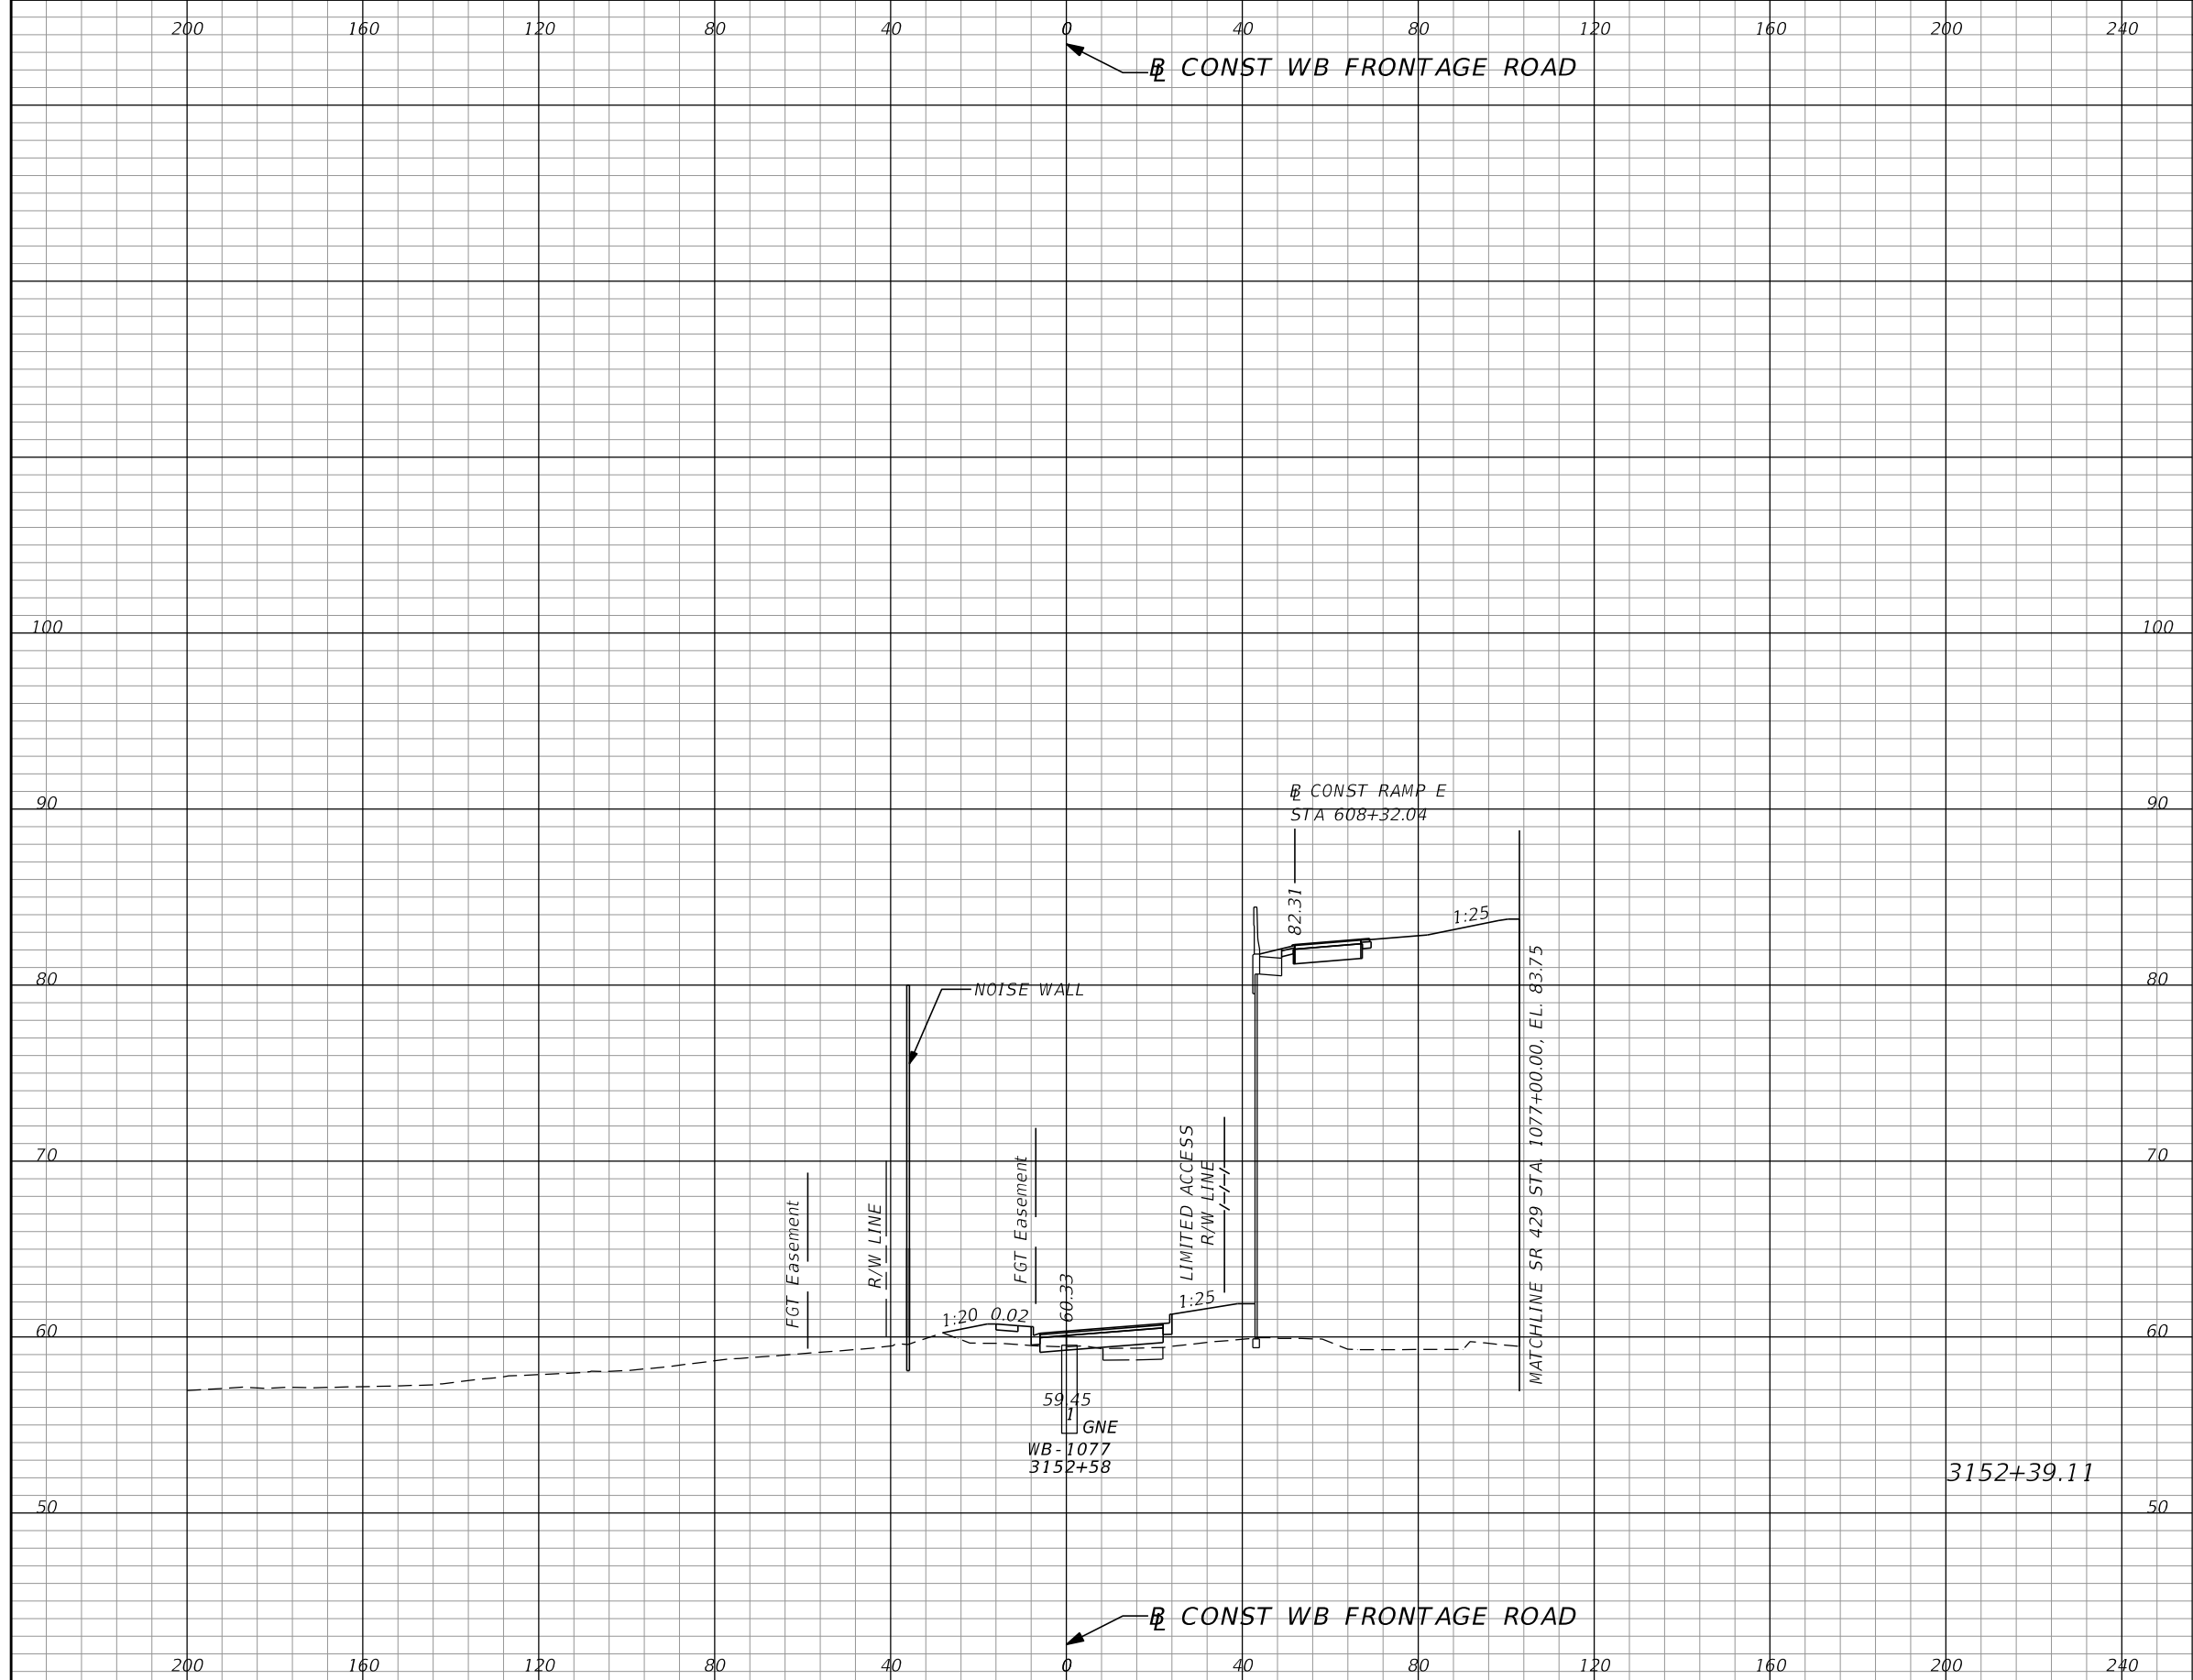 200 160 120 80 40 0 40 80 120 160 200 240
BL CONST WB FRONTAGE ROAD
100 100
90 90
BL CONST RAMP E
STA 608+32.04
82.31
1:25
80 80
NOISE WALL
MATCHLINE SR 429 STA. 1077+00.00, EL. 83.75
70 70
FGT Easement
R/W LINE
FGT Easement
LIMITED ACCESS
R/W LINE
60.33
1:20 0.02
1:25
60 60
59.45
1
GNE
WB-1077
3152+58
3152+39.11
50 50
BL CONST WB FRONTAGE ROAD
200 160 120 80 40 0 40 80 120 160 200 240